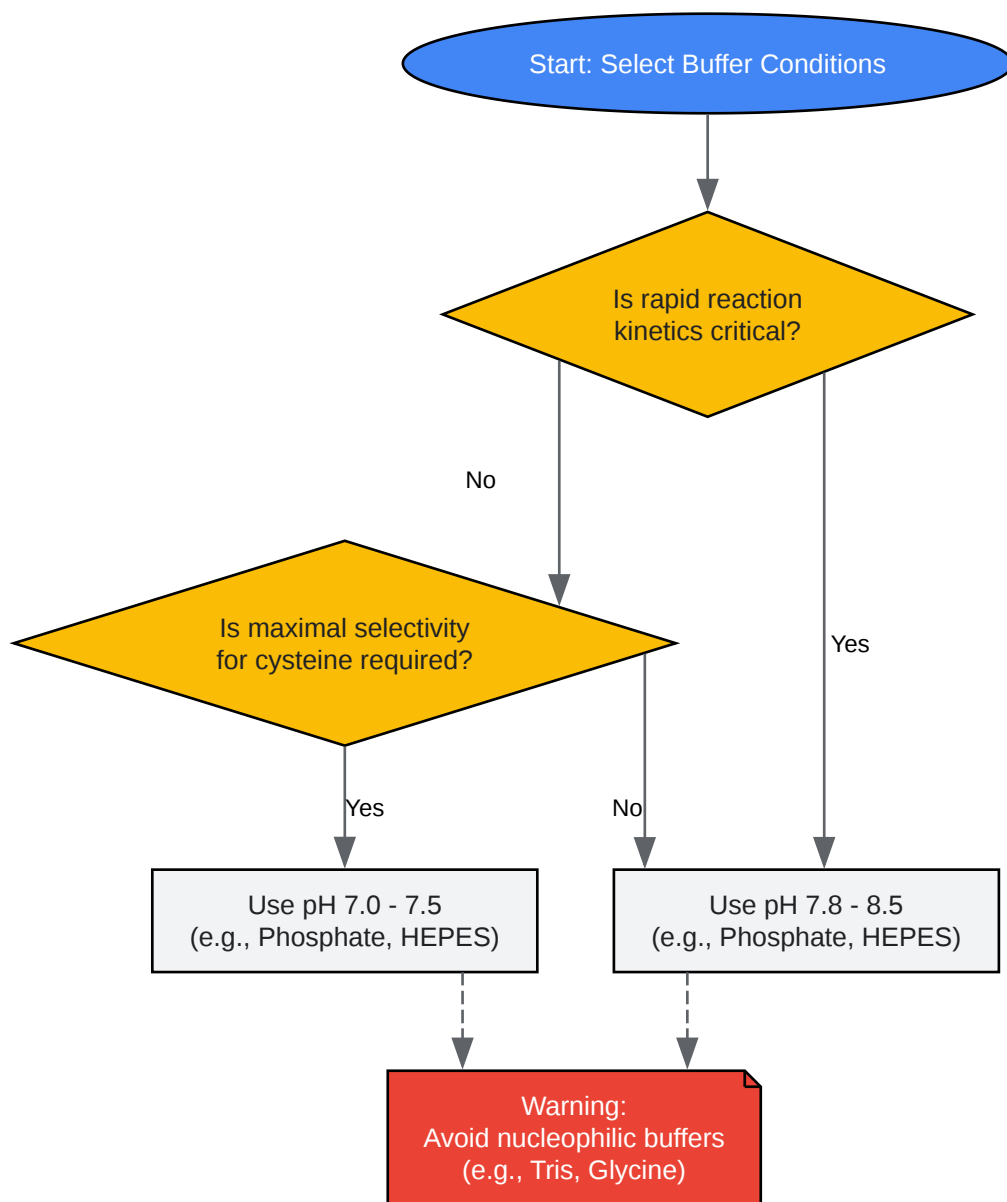 Start: Select Buffer Conditions
Is rapid reaction
kinetics critical?
No
Yes
Is maximal selectivity
for cysteine required?
Yes
No
Use pH 7.0 - 7.5
(e.g., Phosphate, HEPES)
Use pH 7.8 - 8.5
(e.g., Phosphate, HEPES)
Warning:
Avoid nucleophilic buffers
(e.g., Tris, Glycine)